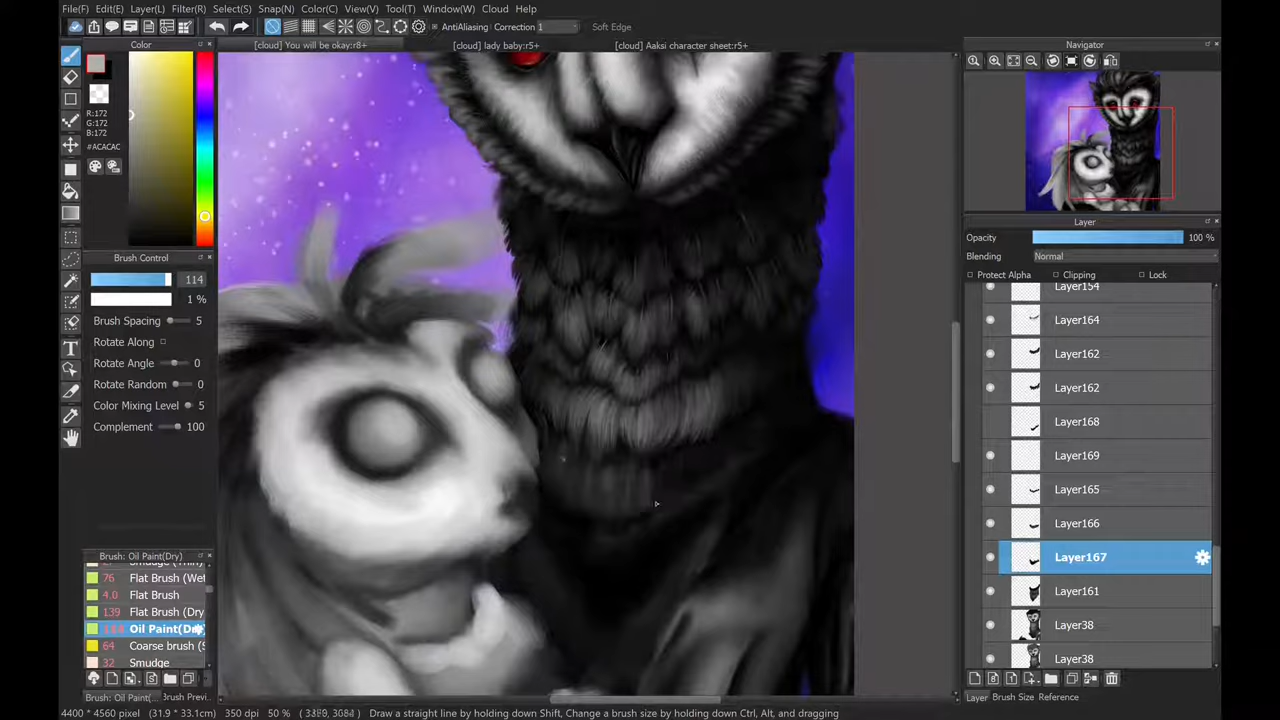 File(F) Edit(E) Layer(L) Filter(R) Select(S) Snap(N) Color(C) View(V) Tool(T) Window(W) Cloud Help
AntiAliasing Correction 1 Soft Edge
Color
[cloud] You will be okay:r8+ [cloud] lady baby:r5+ [cloud] Aaksi character sheet:r5+
Navigator
R:172
G:172
B:172
#ACACAC
Brush Control
114
1 %
Brush Spacing 5
Rotate Along
Rotate Angle 0
Rotate Random 0
Color Mixing Level 5
Complement 100
Layer
Opacity 100 %
Blending Normal
Protect Alpha Clipping Lock
Layer154
Layer164
Layer162
Layer162
Layer168
Layer169
Layer165
Layer166
Layer167
Layer161
Layer38
Layer38
Brush: Oil Paint(Dry)
76 Flat Brush (Wet
4.0 Flat Brush
139 Flat Brush (Dry
Oil Paint(Dry
64 Coarse brush (S
32 Smudge
Brush: Oil Paint(... Brush Previ..
Layer Brush Size Reference
4400 * 4560 pixel (31.9 * 33.1cm) 350 dpi 50 % Draw a straight line by holding down Shift, Change a brush size by holding down Ctrl, Alt, and dragging